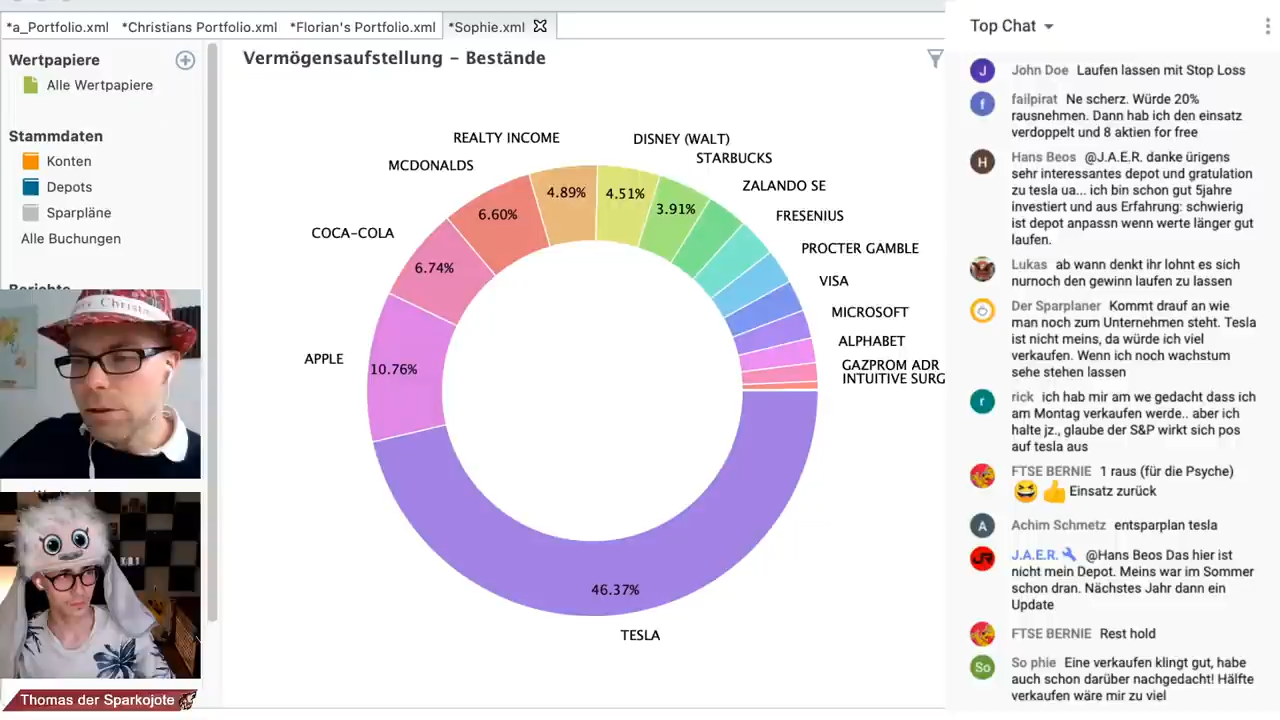 *a_Portfolio.xml
*Christians Portfolio.xml
*Florian's Portfolio.xml
*Sophie.xml
Wertpapiere
Alle Wertpapiere
Stammdaten
Konten
Depots
Sparpläne
Alle Buchungen
Berichte
Vermögensaufstellung – Bestände
REALTY INCOME
DISNEY (WALT)
MCDONALDS
STARBUCKS
ZALANDO SE
COCA-COLA
FRESENIUS
PROCTER GAMBLE
VISA
MICROSOFT
ALPHABET
APPLE
GAZPROM ADR
INTUITIVE SURG
4.89%
4.51%
3.91%
6.60%
6.74%
10.76%
46.37%
TESLA
Thomas der Sparkojote
Top Chat
J
John Doe Laufen lassen mit Stop Loss
f
failpirat Ne scherz. Würde 20%
rausnehmen. Dann hab ich den einsatz
verdoppelt und 8 aktien for free
H
Hans Beos @J.A.E.R. danke ürigens
sehr interessantes depot und gratulation
zu tesla ua... ich bin schon gut 5jahre
investiert und aus Erfahrung: schwierig
ist depot anpassn wenn werte länger gut
laufen.
Lukas ab wann denkt ihr lohnt es sich
nurnoch den gewinn laufen zu lassen
Der Sparplaner Kommt drauf an wie
man noch zum Unternehmen steht. Tesla
ist nicht meins, da würde ich viel
verkaufen. Wenn ich noch wachstum
sehe stehen lassen
r
rick ich hab mir am we gedacht dass ich
am Montag verkaufen werde.. aber ich
halte jz., glaube der S&P wirkt sich pos
auf tesla aus
FTSE BERNIE 1 raus (für die Psyche)
😆👍 Einsatz zurück
A
Achim Schmetz entsparplan tesla
J.A.E.R. @Hans Beos Das hier ist
nicht mein Depot. Meins war im Sommer
schon dran. Nächstes Jahr dann ein
Update
FTSE BERNIE Rest hold
So
So phie Eine verkaufen klingt gut, habe
auch schon darüber nachgedacht! Hälfte
verkaufen wäre mir zu viel